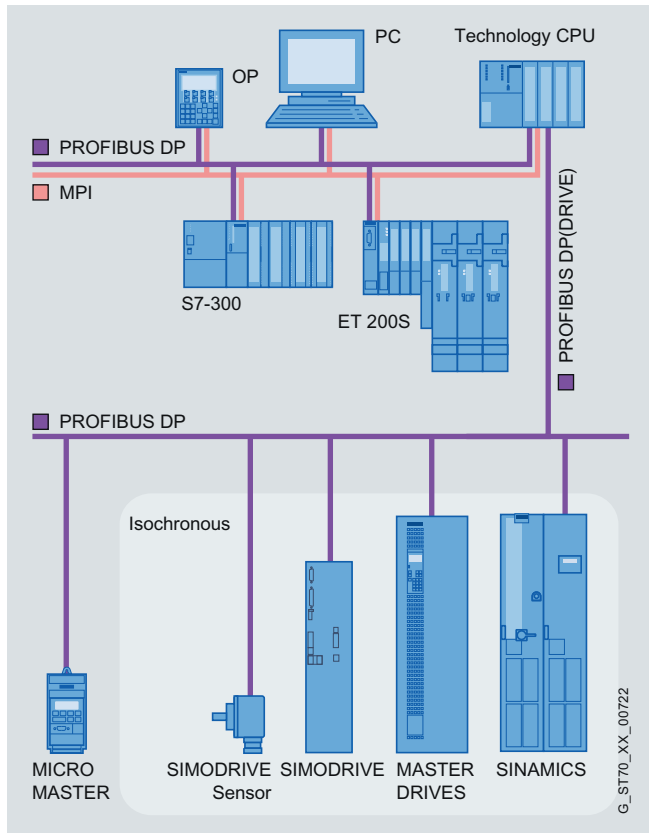 PC
Technology CPU
OP
PROFIBUS DP
MPI
PROFIBUS DP(DRIVE)
S7-300
ET 200S
PROFIBUS DP
Isochronous
MICRO
MASTER
SIMODRIVE
Sensor
SIMODRIVE
MASTER
DRIVES
SINAMICS
G_ST70_XX_00722